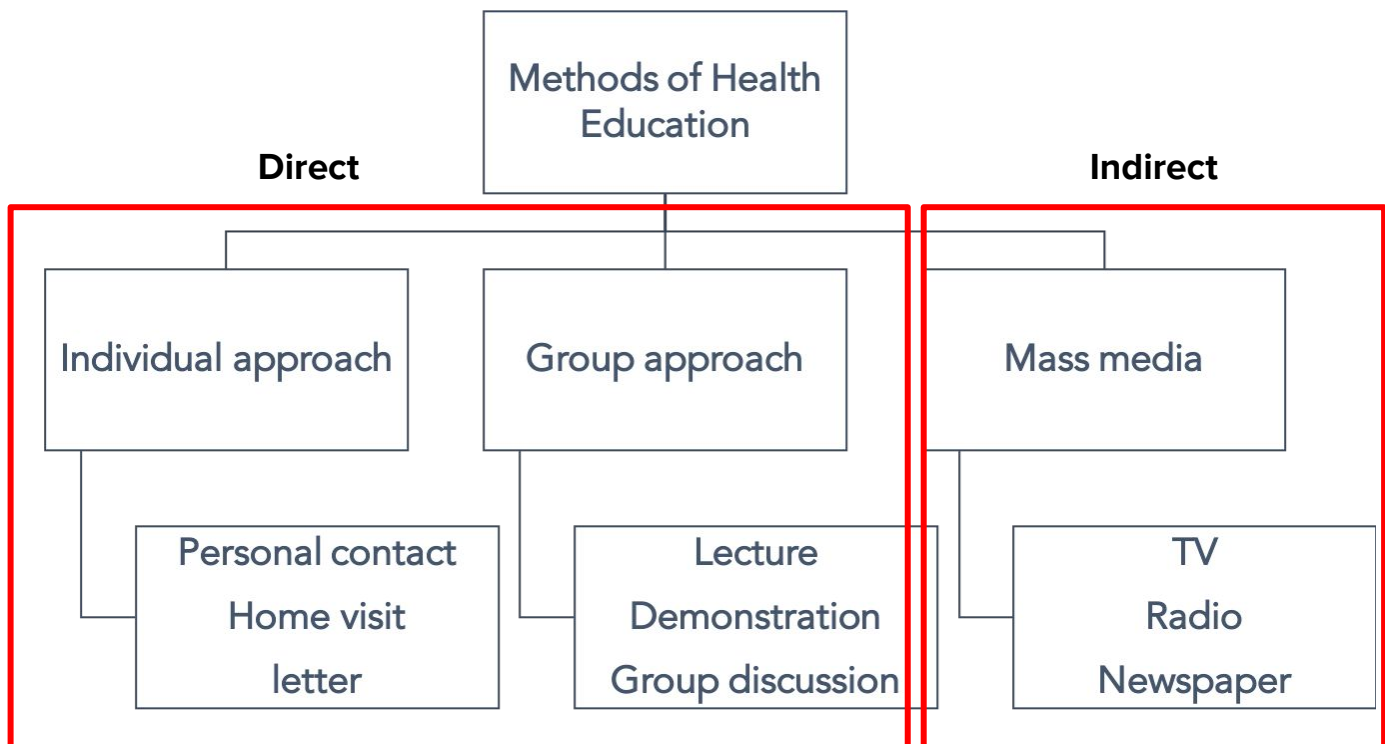 Methods of Health
Education
Direct
Indirect
Individual approach
Group approach
Mass media
Personal contact
Home visit
letter
Lecture
Demonstration
Group discussion
TV
Radio
Newspaper